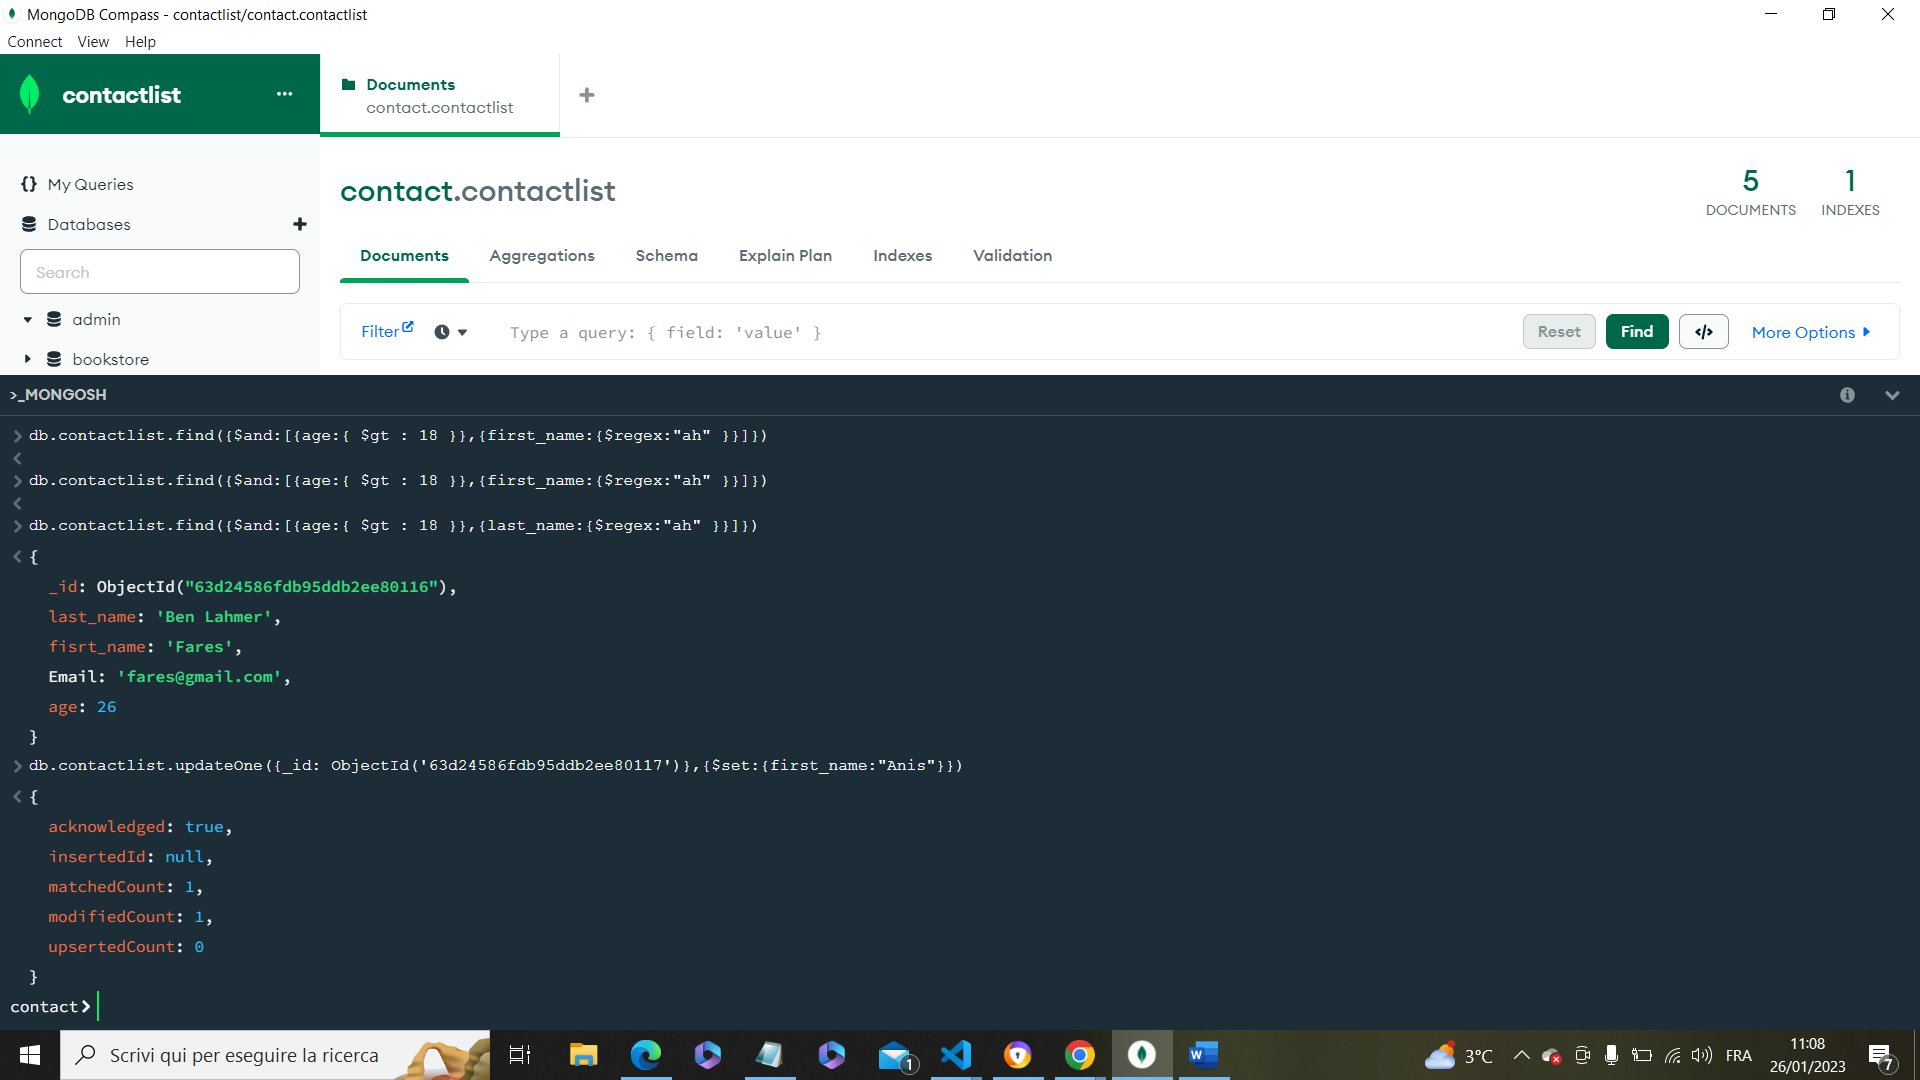 MongoDB Compass - contactlist/contact.contactlist
Connect View Help
contactlist ...
Documents
contact.contactlist
My Queries
Databases
Search
admin
bookstore
contact.contactlist
5
DOCUMENTS
1
INDEXES
Documents Aggregations Schema Explain Plan Indexes Validation
Filter Type a query: { field: 'value' } Reset Find </> More Options
>_MONGOSH
> db.contactlist.find({$and:[{age:{ $gt : 18 }},{first_name:{$regex:"ah" }}]})
<
> db.contactlist.find({$and:[{age:{ $gt : 18 }},{first_name:{$regex:"ah" }}]})
<
> db.contactlist.find({$and:[{age:{ $gt : 18 }},{last_name:{$regex:"ah" }}]})
< {
_id: ObjectId("63d24586fdb95ddb2ee80116"),
last_name: 'Ben Lahmer',
fisrt_name: 'Fares',
Email: 'fares@gmail.com',
age: 26
}
> db.contactlist.updateOne({_id: ObjectId('63d24586fdb95ddb2ee80117')},{$set:{first_name:"Anis"}})
< {
acknowledged: true,
insertedId: null,
matchedCount: 1,
modifiedCount: 1,
upsertedCount: 0
}
contact>
Scrivi qui per eseguire la ricerca 1 3°C FRA 11:08
26/01/2023 7